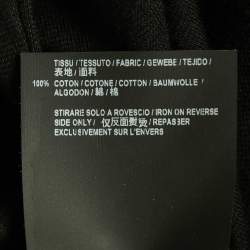 TISSU / TESSUTO / FABRIC / GEWEBE / TEJIDO /
表地 / 面料
100% COTON / COTONE / COTTON / BAUMWOLLE /
ALGODON / 綿 / 棉
STIRARE SOLO A ROVESCIO / IRON ON REVERSE
SIDE ONLY / 仅反面熨烫 / REPASSER
EXCLUSIVEMENT SUR L'ENVERS